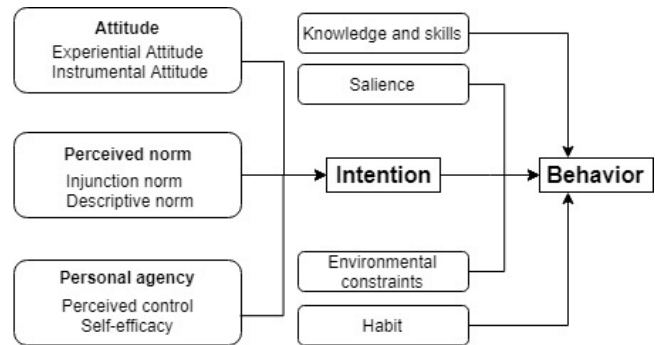 Attitude
Experiential Attitude
Instrumental Attitude
Perceived norm
Injunction norm
Descriptive norm
Personal agency
Perceived control
Self-efficacy
Intention
Knowledge and skills
Salience
Environmental
constraints
Habit
Behavior